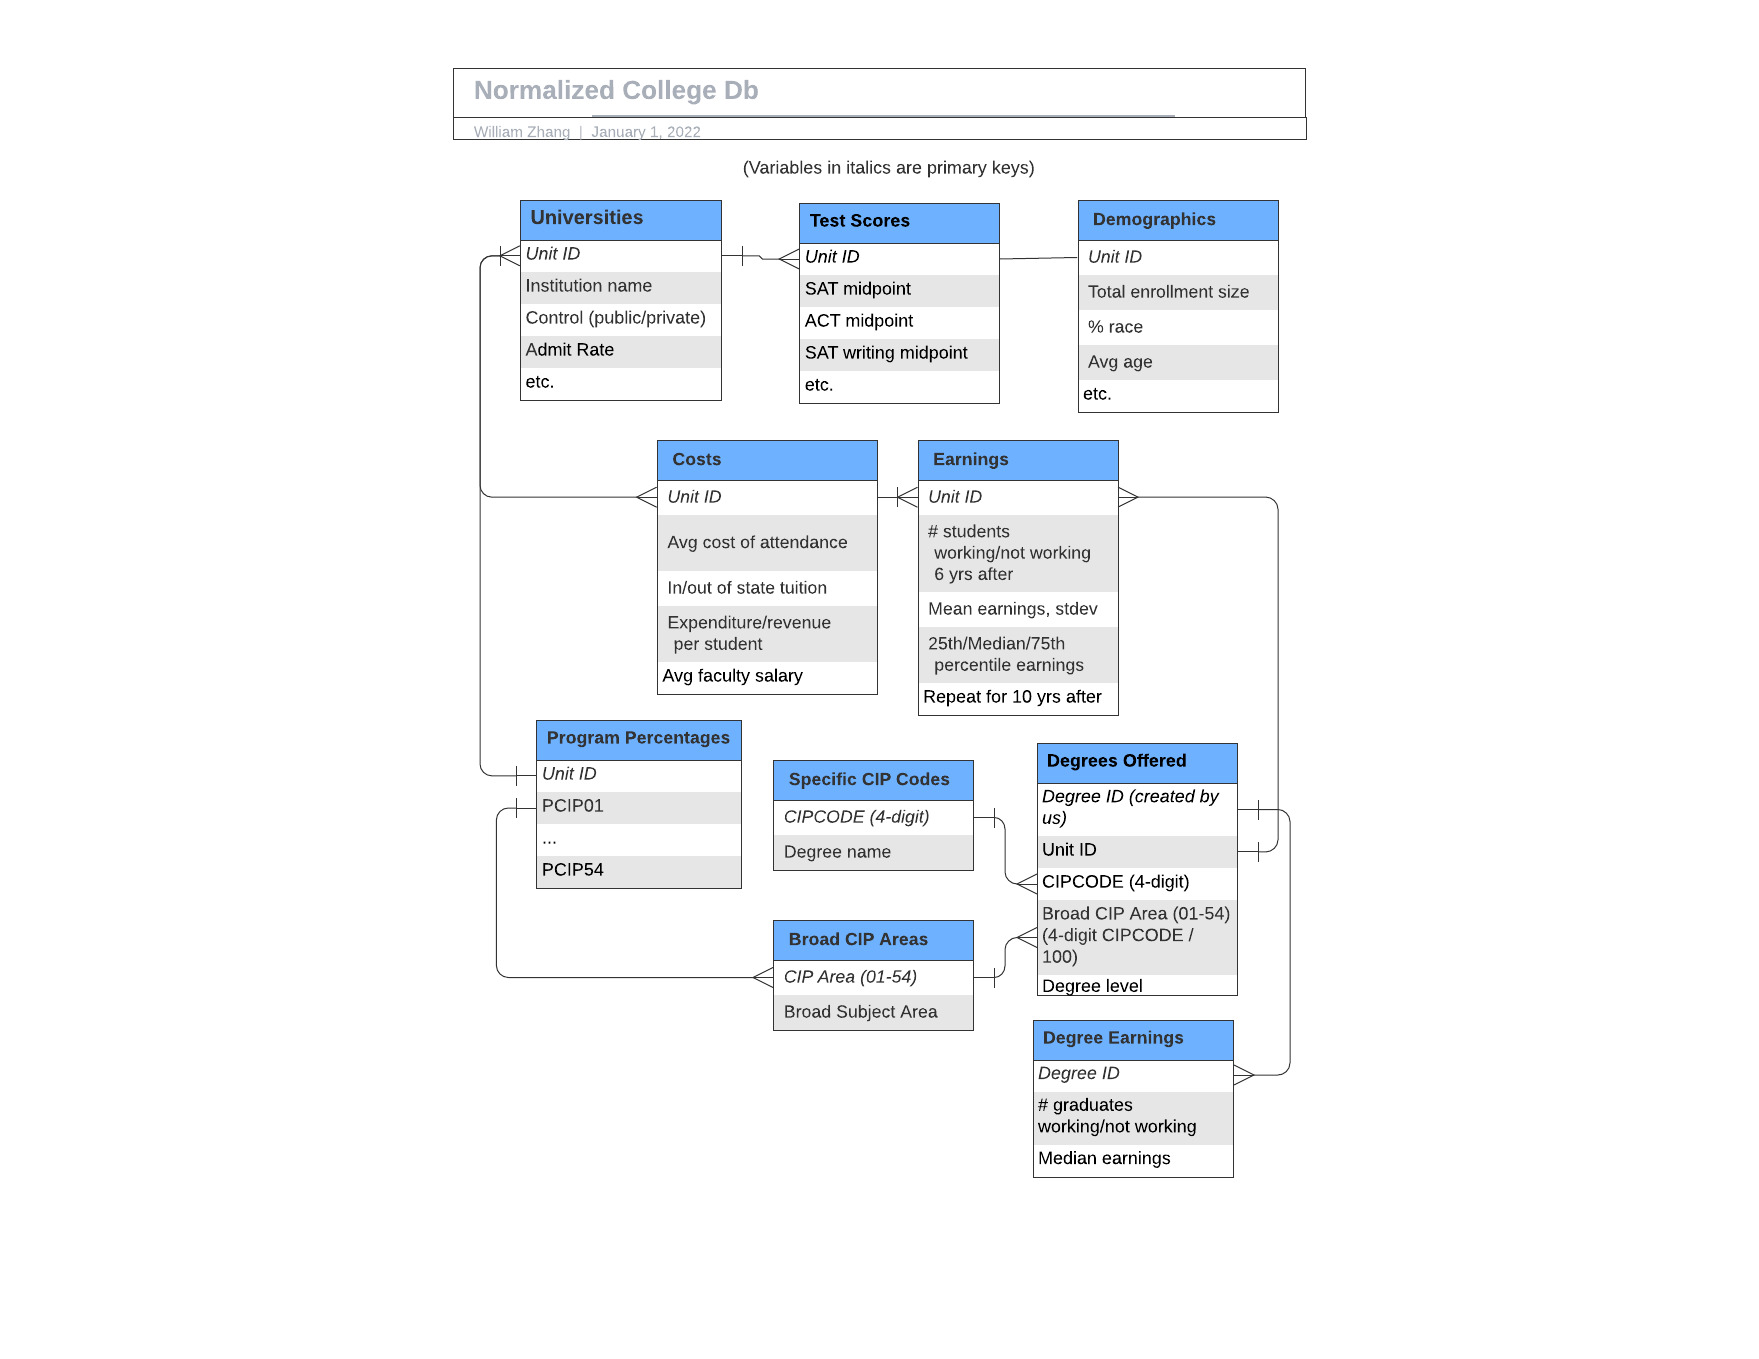 Normalized College Db
William Zhang | January 1, 2022
(Variables in italics are primary keys)
Universities
Unit ID
Institution name
Control (public/private)
Admit Rate
etc.
Test Scores
Unit ID
SAT midpoint
ACT midpoint
SAT writing midpoint
etc.
Demographics
Unit ID
Total enrollment size
% race
Avg age
etc.
Costs
Unit ID
Avg cost of attendance
In/out of state tuition
Expenditure/revenue
per student
Avg faculty salary
Earnings
Unit ID
# students
working/not working
6 yrs after
Mean earnings, stdev
25th/Median/75th
percentile earnings
Repeat for 10 yrs after
Program Percentages
Unit ID
PCIP01
...
PCIP54
Specific CIP Codes
CIPCODE (4-digit)
Degree name
Degrees Offered
Degree ID (created by
us)
Unit ID
CIPCODE (4-digit)
Broad CIP Area (01-54)
(4-digit CIPCODE /
100)
Degree level
Broad CIP Areas
CIP Area (01-54)
Broad Subject Area
Degree Earnings
Degree ID
# graduates
working/not working
Median earnings